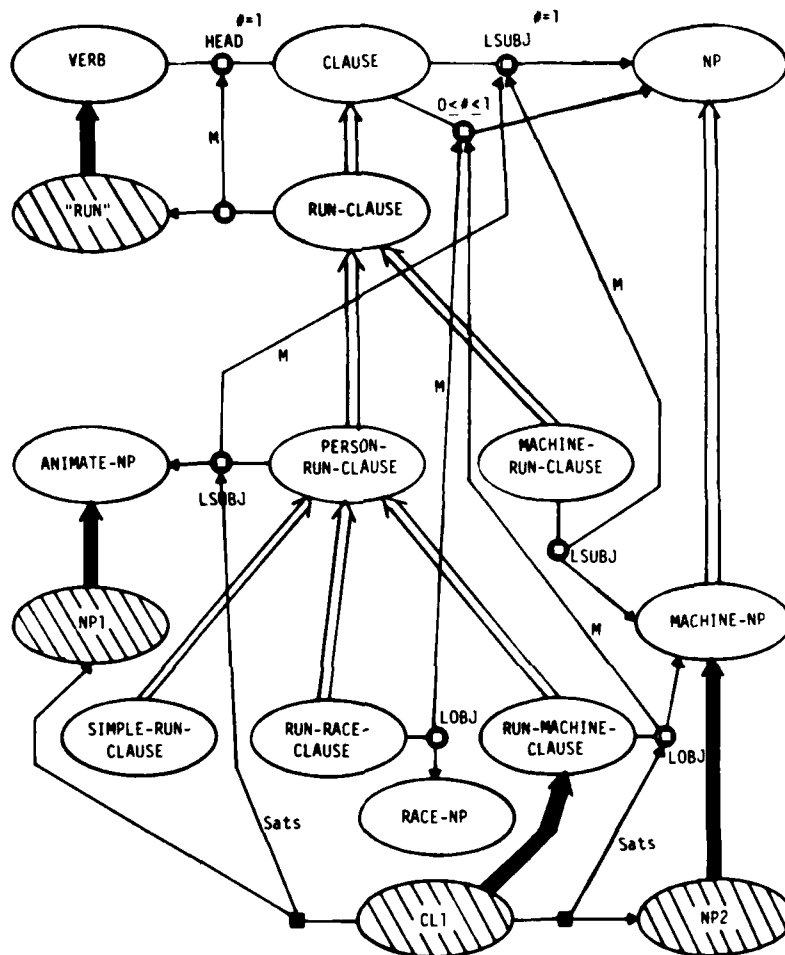 #=1
#=1
HEAD
LSUBJ
VERB
CLAUSE
NP
0<#<1
M
"RUN"
RUN-CLAUSE
M
M
M
ANIMATE-NP
PERSON-
RUN-CLAUSE
MACHINE-
RUN-CLAUSE
LSUBJ
LSUBJ
NP1
MACHINE-NP
M
SIMPLE-RUN-
CLAUSE
RUN-RACE-
CLAUSE
LOBJ
RUN-MACHINE-
CLAUSE
LOBJ
RACE-NP
Sats
Sats
CL1
NP2